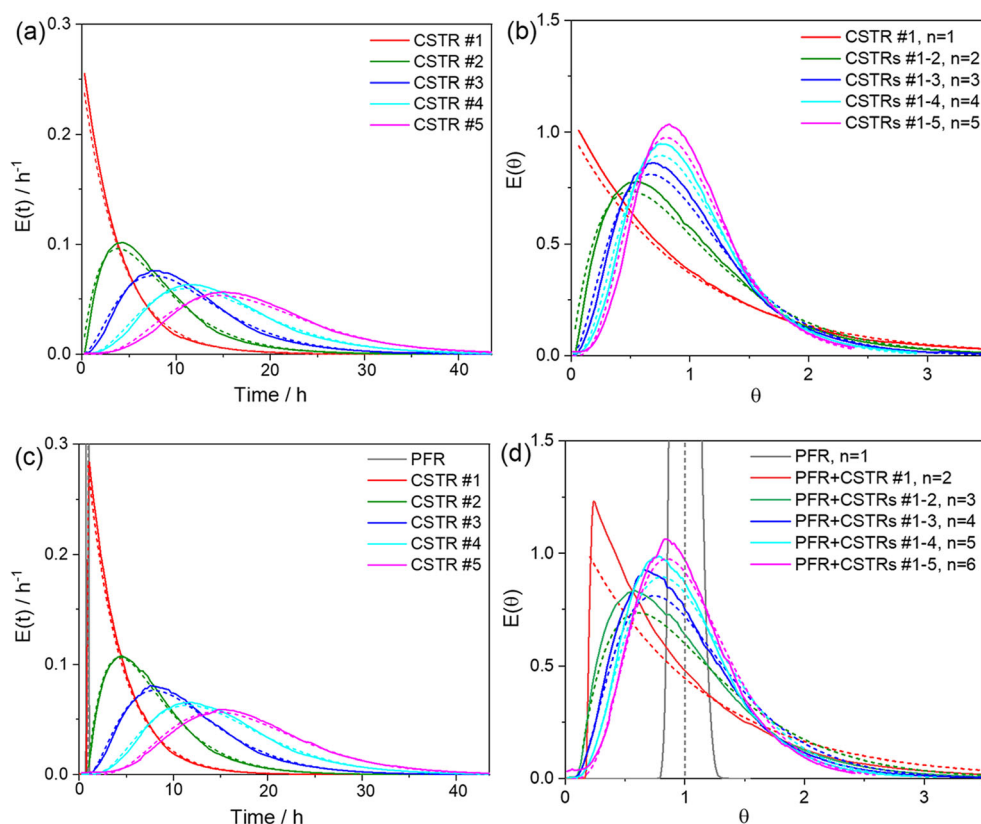 (a)
E(t) / h-1
0.3
0.2
0.1
0.0
0 10 20 30 40
Time / h
CSTR #1
CSTR #2
CSTR #3
CSTR #4
CSTR #5
(b)
E(θ)
1.5
1.0
0.5
0.0
0 1 2 3
θ
CSTR #1, n=1
CSTRs #1-2, n=2
CSTRs #1-3, n=3
CSTRs #1-4, n=4
CSTRs #1-5, n=5
(c)
E(t) / h-1
0.3
0.2
0.1
0.0
0 10 20 30 40
Time / h
PFR
CSTR #1
CSTR #2
CSTR #3
CSTR #4
CSTR #5
(d)
E(θ)
1.5
1.0
0.5
0.0
0 1 2 3
θ
PFR, n=1
PFR+CSTR #1, n=2
PFR+CSTRs #1-2, n=3
PFR+CSTRs #1-3, n=4
PFR+CSTRs #1-4, n=5
PFR+CSTRs #1-5, n=6